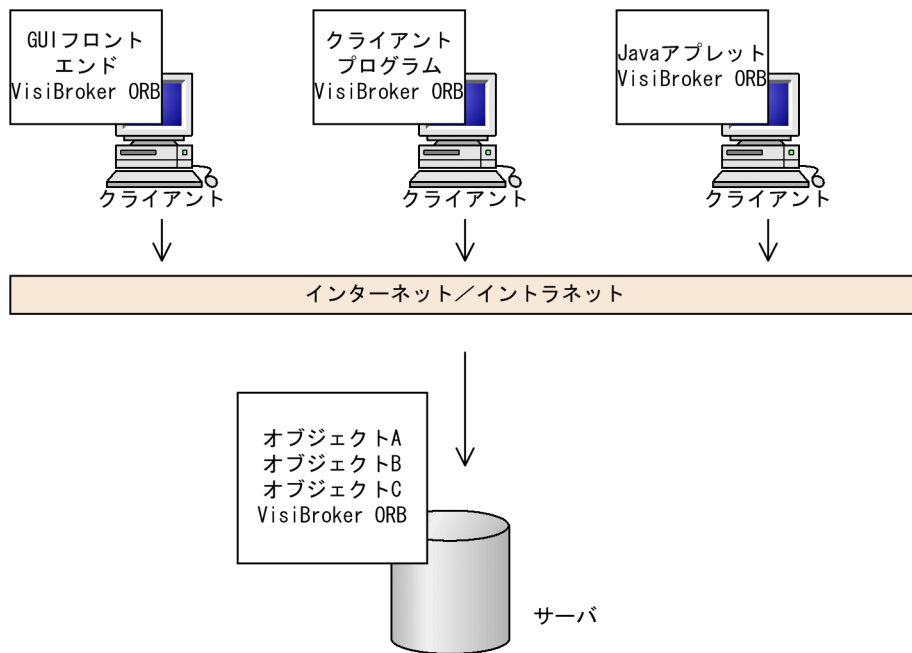 GUIフロント
エンド
VisiBroker ORB
クライアント
クライアント
プログラム
VisiBroker ORB
クライアント
Javaアプレット
VisiBroker ORB
クライアント
インターネット／イントラネット
オブジェクトA
オブジェクトB
オブジェクトC
VisiBroker ORB
サーバ